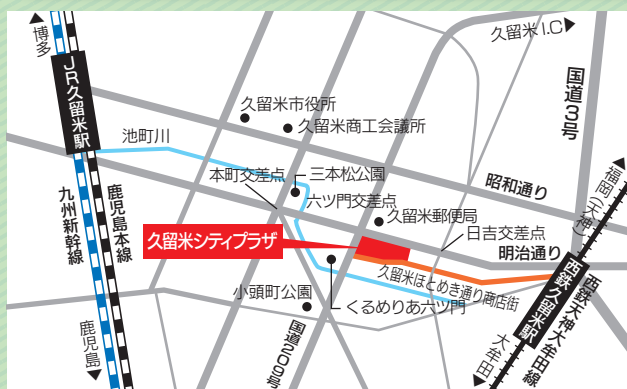 博多
久留米I.C
JR久留米駅
国道3号
久留米市役所
久留米商工会議所
池町川
本町交差点
三本松公園
昭和通り
六ツ門交差点
福岡(天神)
久留米郵便局
日吉交差点
久留米シティプラザ
明治通り
九州新幹線
鹿児島本線
久留米ほとめき通り商店街
西鉄久留米駅
西鉄天神大牟田線
小頭町公園
くるめりあ六ツ門
鹿児島
国道209号
大牟田